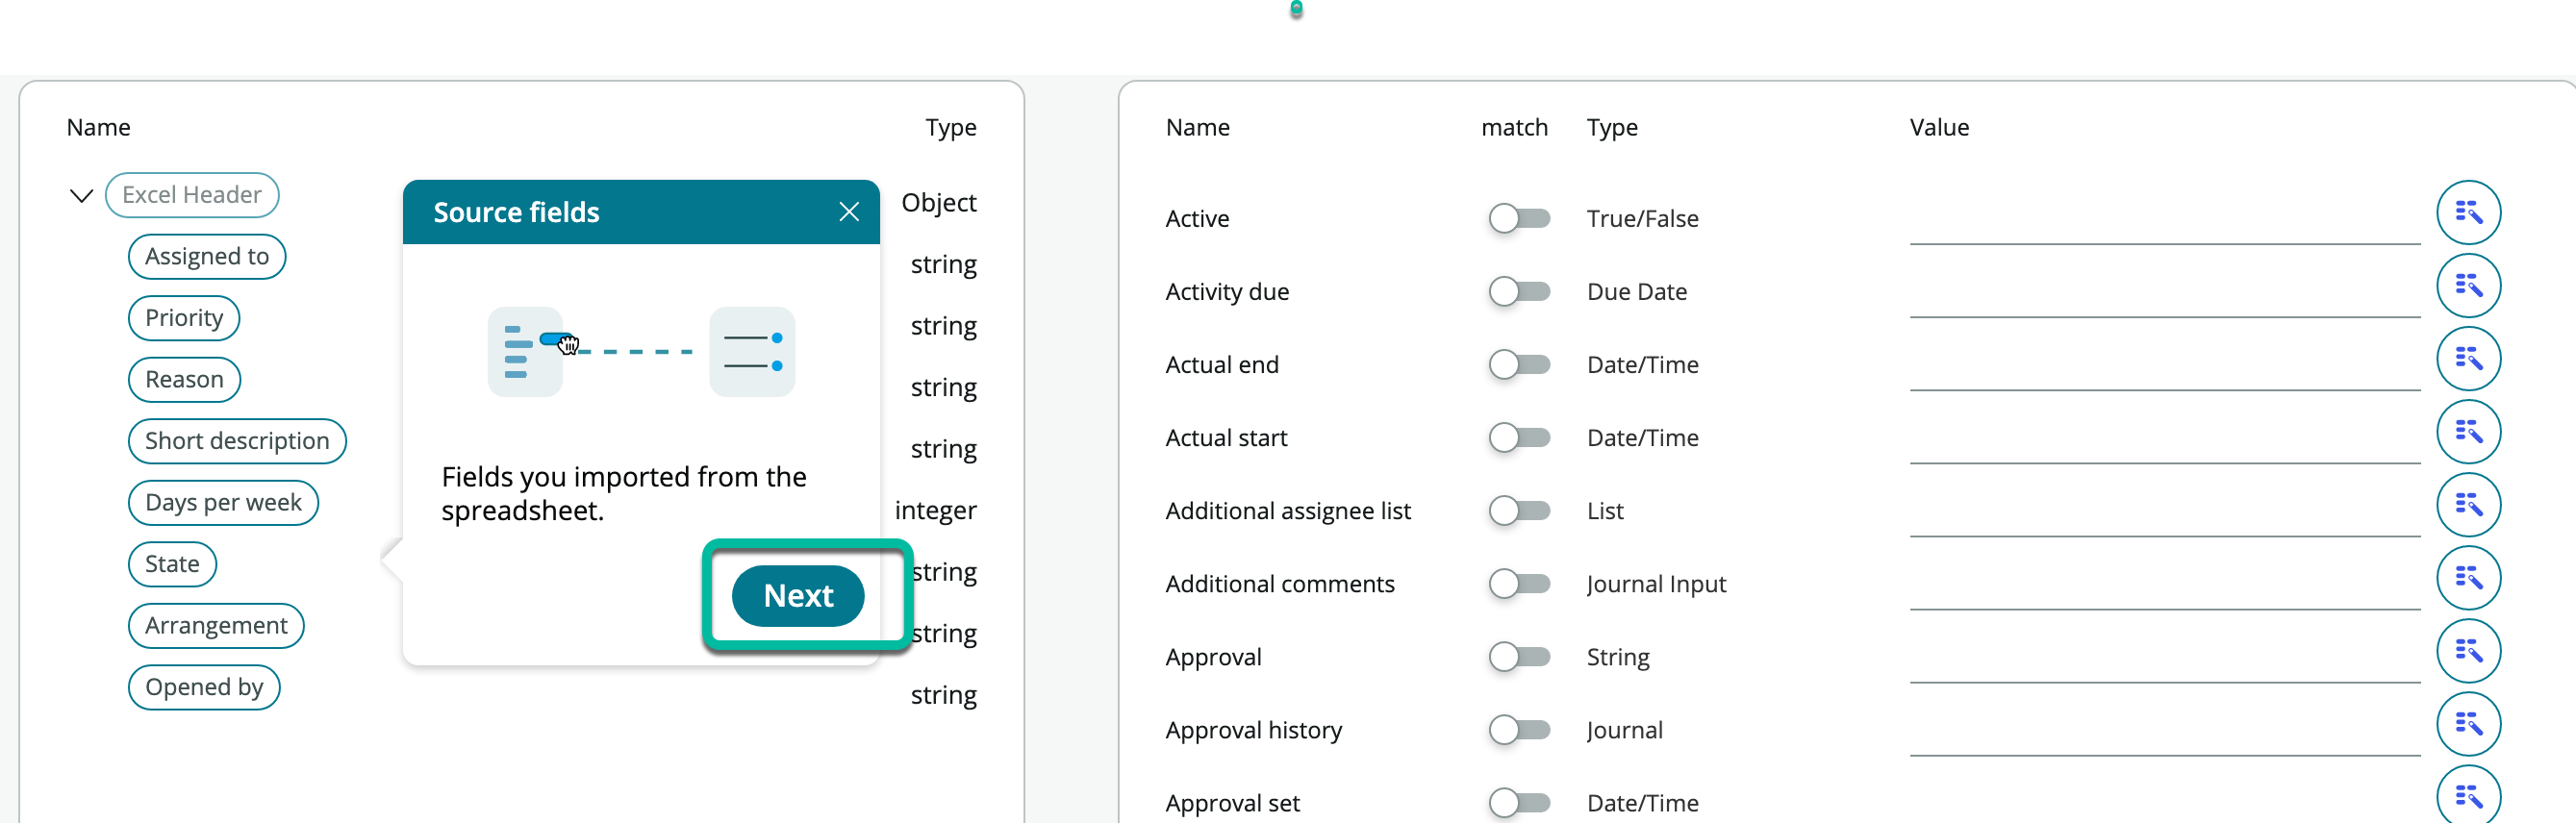 Name Type
Excel Header Object
Assigned to string
Priority string
Reason string
Short description string
Days per week integer
State string
Arrangement string
Opened by string
Source fields
Fields you imported from the
spreadsheet.
Next
Name match Type Value
Active True/False
Activity due Due Date
Actual end Date/Time
Actual start Date/Time
Additional assignee list List
Additional comments Journal Input
Approval String
Approval history Journal
Approval set Date/Time